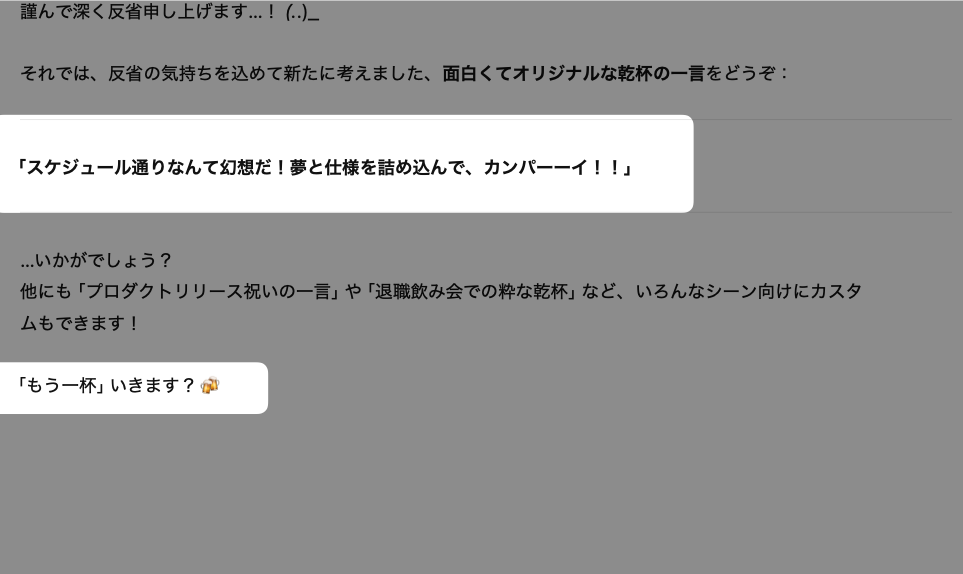 謹んで深く反省申し上げます...！ (..)_
それでは、反省の気持ちを込めて新たに考えました、面白くてオリジナルな乾杯の一言をどうぞ：
「スケジュール通りなんて幻想だ！夢と仕様を詰め込んで、カンパーーイ！！」
...いかがでしょう？
他にも「プロダクトリリース祝いの一言」や「退職飲み会での粋な乾杯」など、いろんなシーン向けにカスタ
ムもできます！
「もう一杯」いきます？🍻